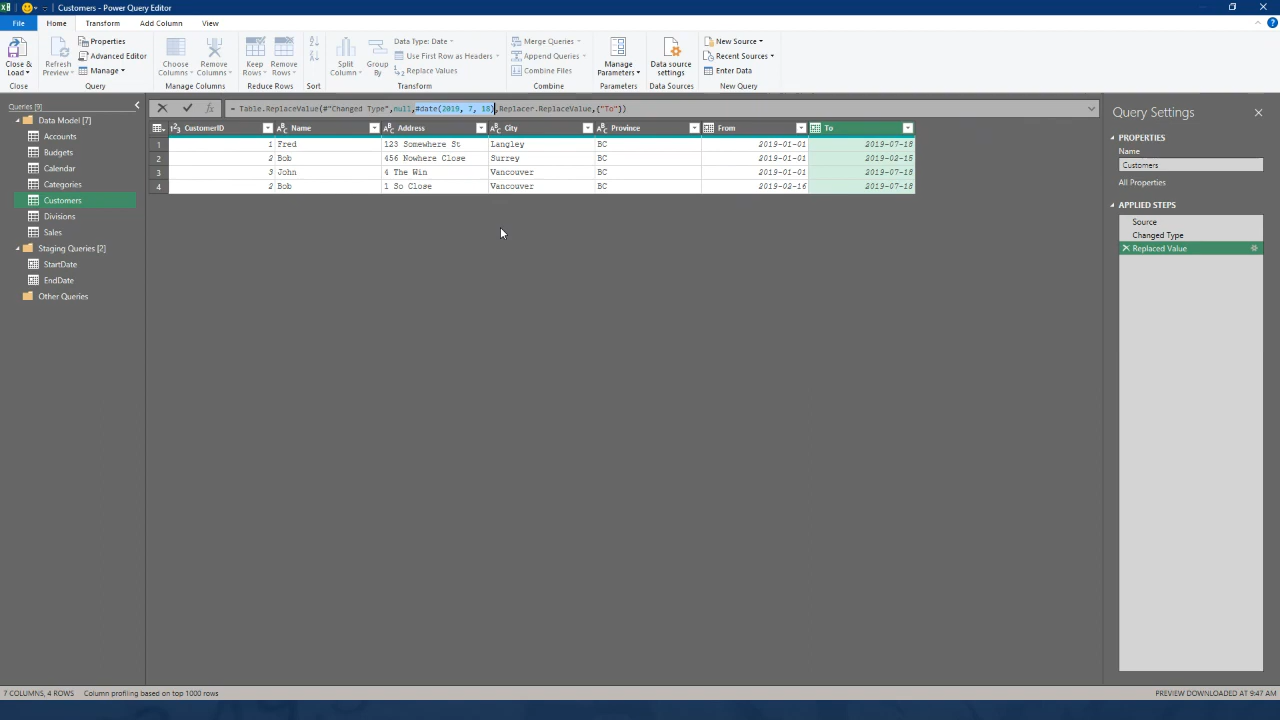 Customers - Power Query Editor
File Home Transform Add Column View
Close & Load
Refresh Preview
Properties
Advanced Editor
Manage
Choose Columns
Remove Columns
Keep Rows
Remove Rows
Split Column
Group By
Data Type: Date
Use First Row as Headers
Replace Values
Merge Queries
Append Queries
Combine Files
Manage Parameters
Data source settings
New Source
Recent Sources
Enter Data
Close Query Manage Columns Reduce Rows Sort Transform Combine Parameters Data Sources New Query
Queries [9]
Data Model [7]
Accounts
Budgets
Calendar
Categories
Customers
Divisions
Sales
Staging Queries [2]
StartDate
EndDate
Other Queries
fx = Table.ReplaceValue(#"Changed Type",null,#date(2019, 7, 18),Replacer.ReplaceValue,{"To"})
CustomerID Name Address City Province From To
1 1 Fred 123 Somewhere St Langley BC 2019-01-01 2019-07-18
2 2 Bob 456 Nowhere Close Surrey BC 2019-01-01 2019-02-15
3 3 John 4 The Win Vancouver BC 2019-01-01 2019-07-18
4 2 Bob 1 So Close Vancouver BC 2019-02-16 2019-07-18
Query Settings
PROPERTIES
Name
Customers
All Properties
APPLIED STEPS
Source
Changed Type
Replaced Value
7 COLUMNS, 4 ROWS Column profiling based on top 1000 rows
PREVIEW DOWNLOADED AT 9:47 AM